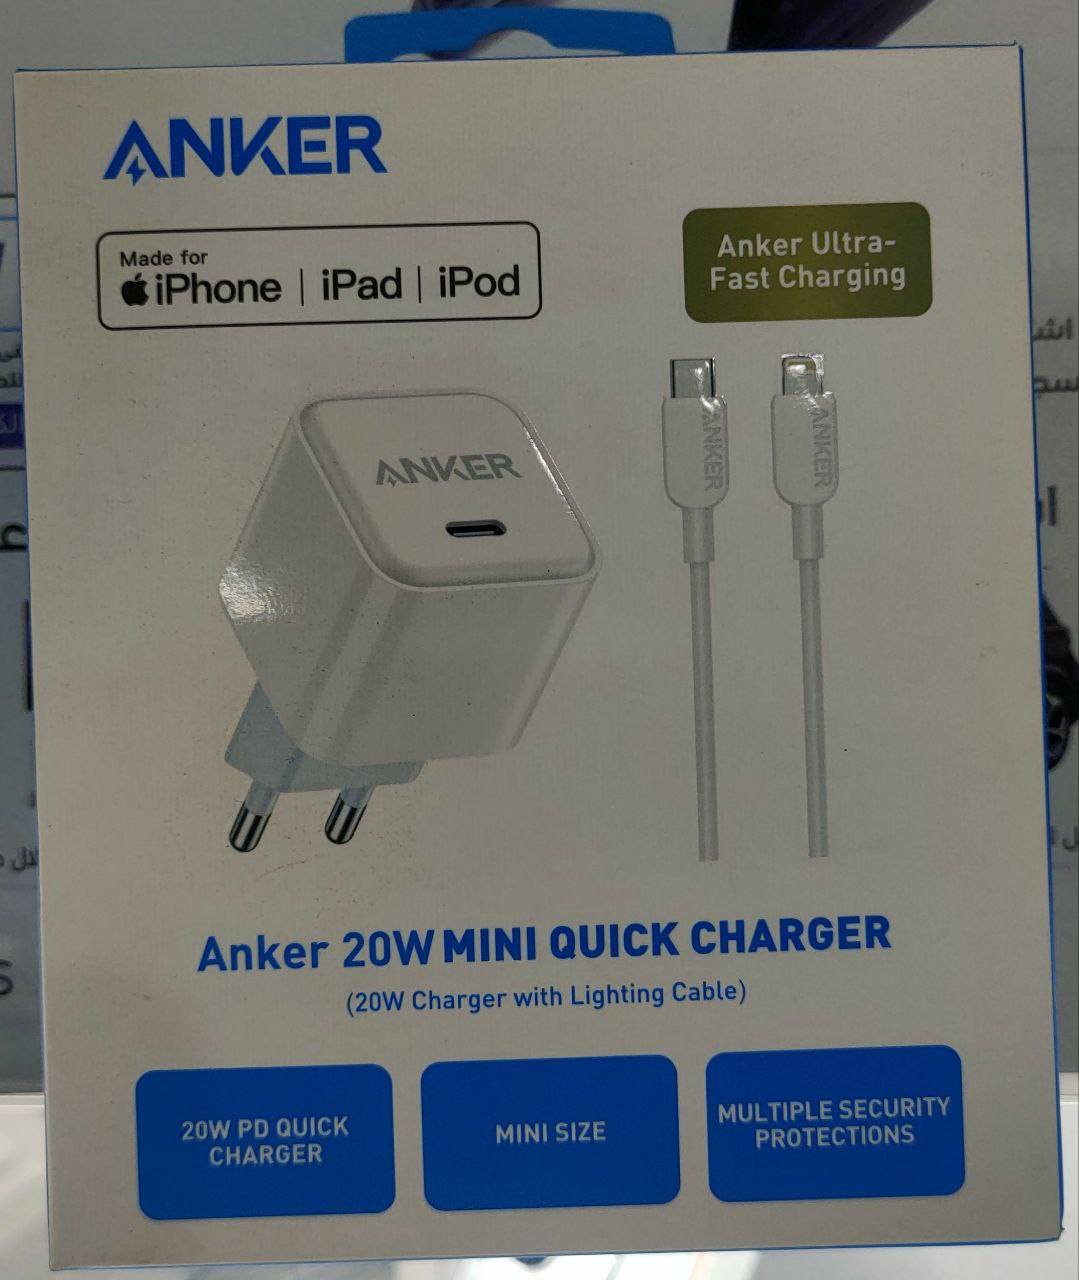 ANKER
Made for
iPhone | iPad | iPod
Anker Ultra-
Fast Charging
ANKER
ANKER
ANKER
Anker 20W MINI QUICK CHARGER
(20W Charger with Lighting Cable)
20W PD QUICK
CHARGER
MINI SIZE
MULTIPLE SECURITY
PROTECTIONS